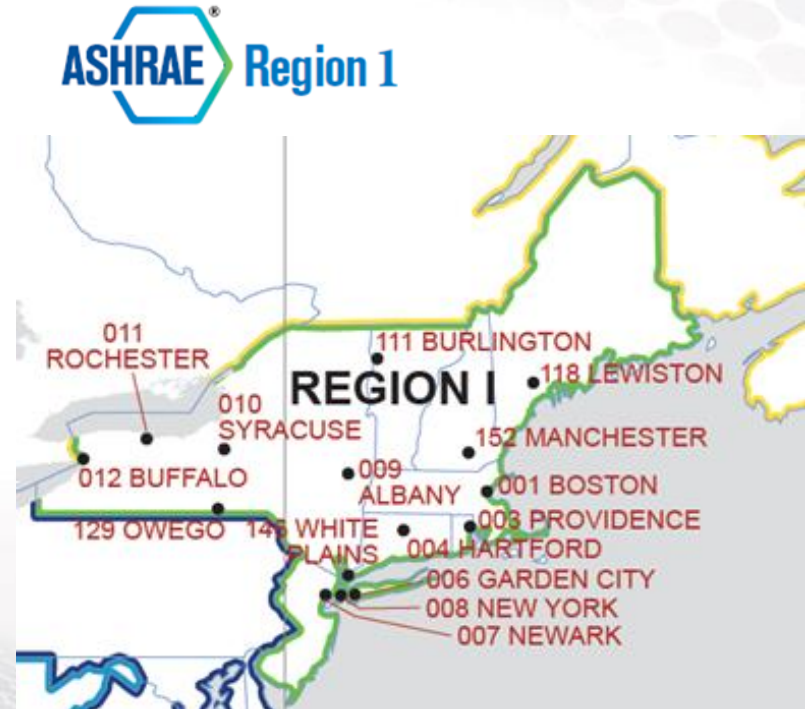 ASHRAE® Region 1
011
ROCHESTER
111 BURLINGTON
REGION I
118 LEWISTON
010
SYRACUSE
152 MANCHESTER
012 BUFFALO
009
ALBANY
001 BOSTON
129 OWEGO
WHITE
PLAINS
003 PROVIDENCE
004 HARTFORD
006 GARDEN CITY
008 NEW YORK
007 NEWARK